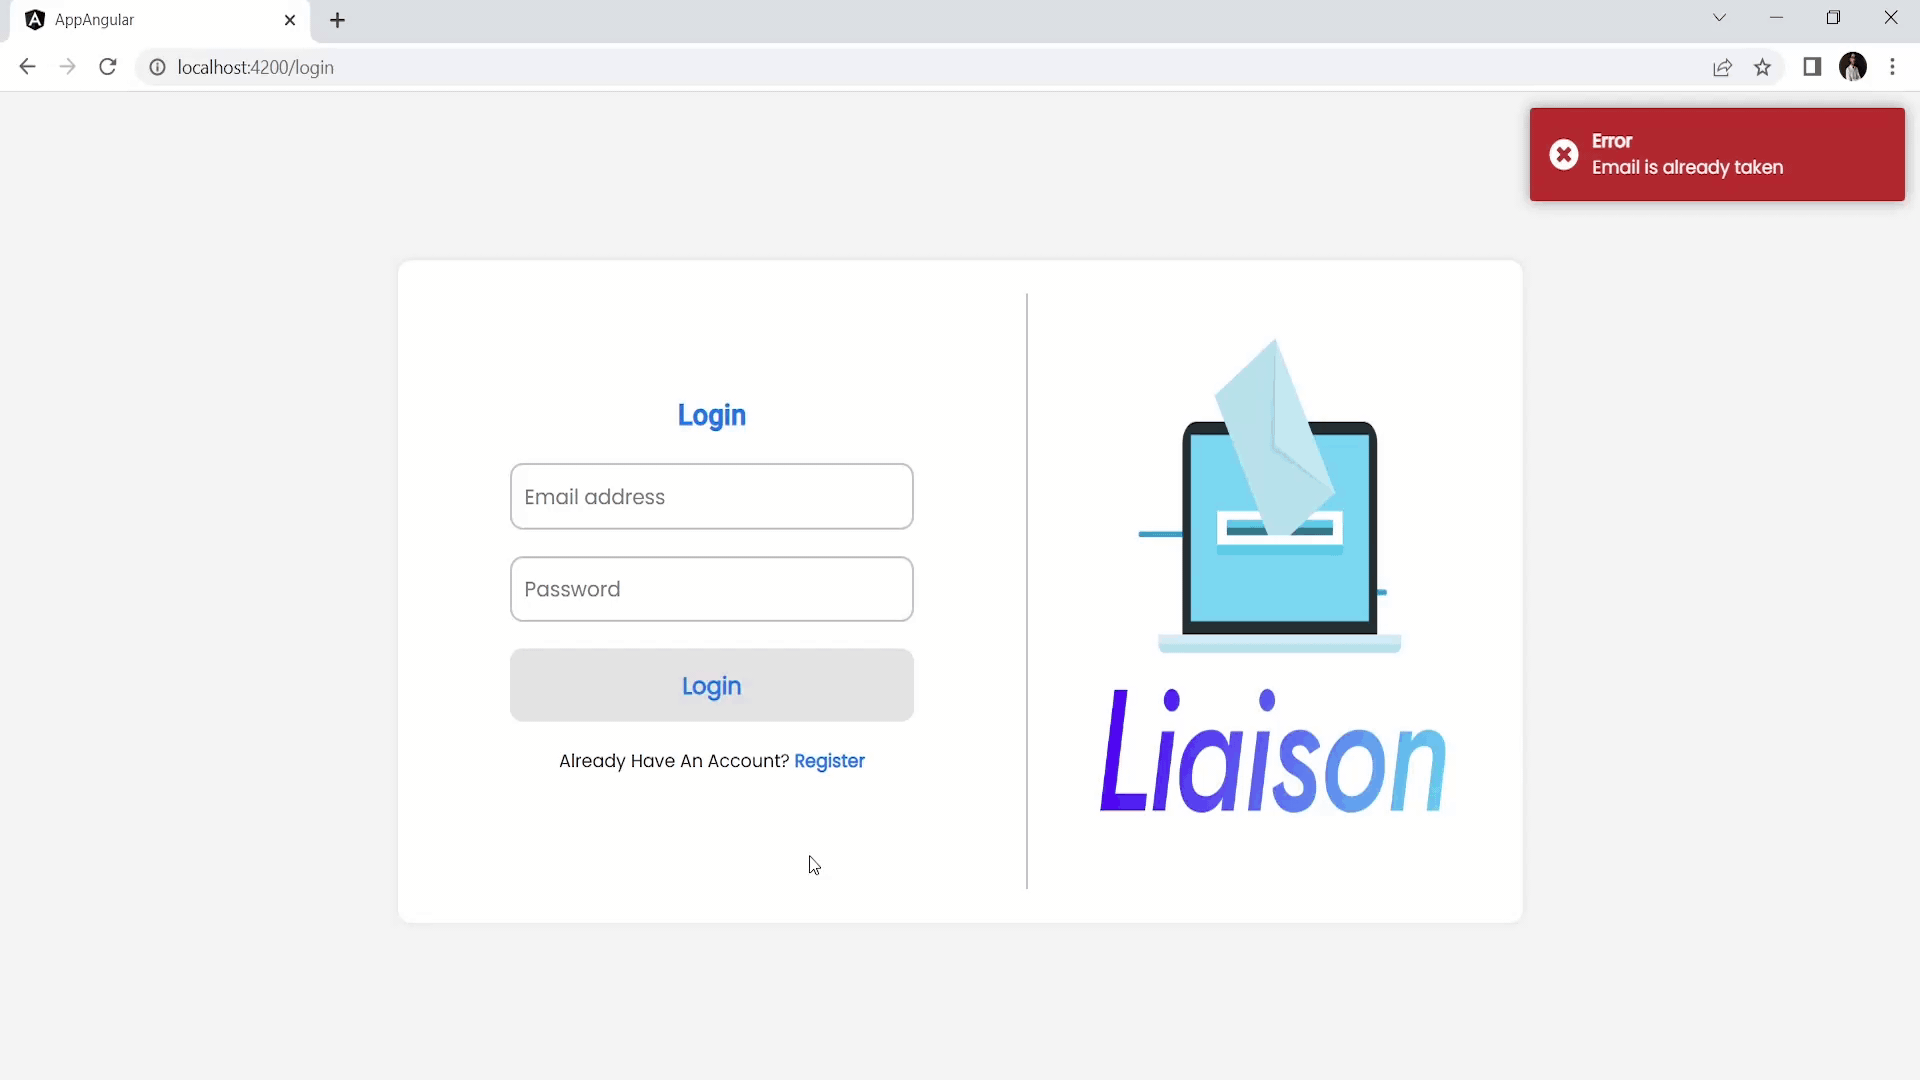 AppAngular
localhost:4200/login
Error
Email is already taken
Login
Email address
Password
Login
Already Have An Account? Register
Liaison